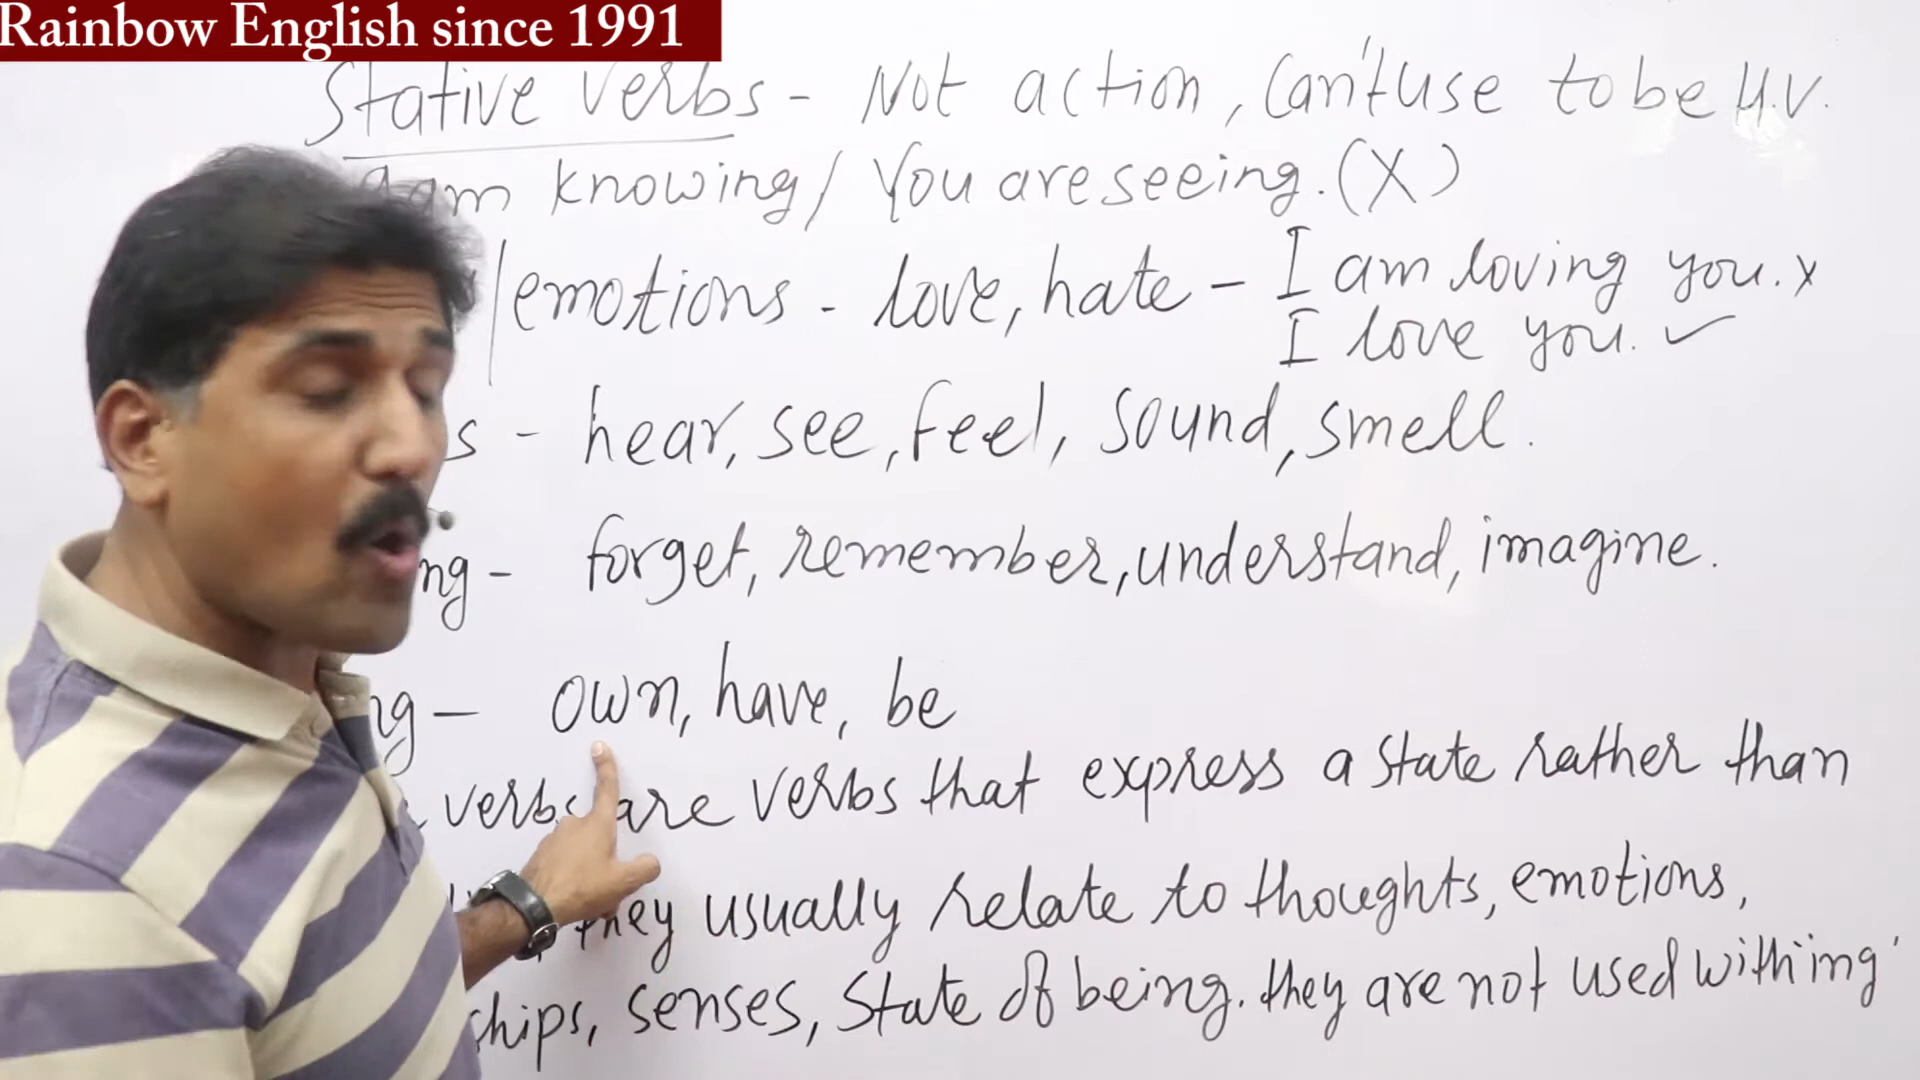 Rainbow English since 1991
Stative verbs - Not action, Can't use to be H.V.
am knowing / You are seeing. (X)
/emotions - love, hate - I am loving you. x
I love you. ✓
s - hear, see, feel, sound, smell.
ng - forget, remember, understand, imagine.
ng - own, have, be
verbs are verbs that express a state rather than
they usually relate to thoughts, emotions,
ships, senses, State of being. they are not used with 'ing'